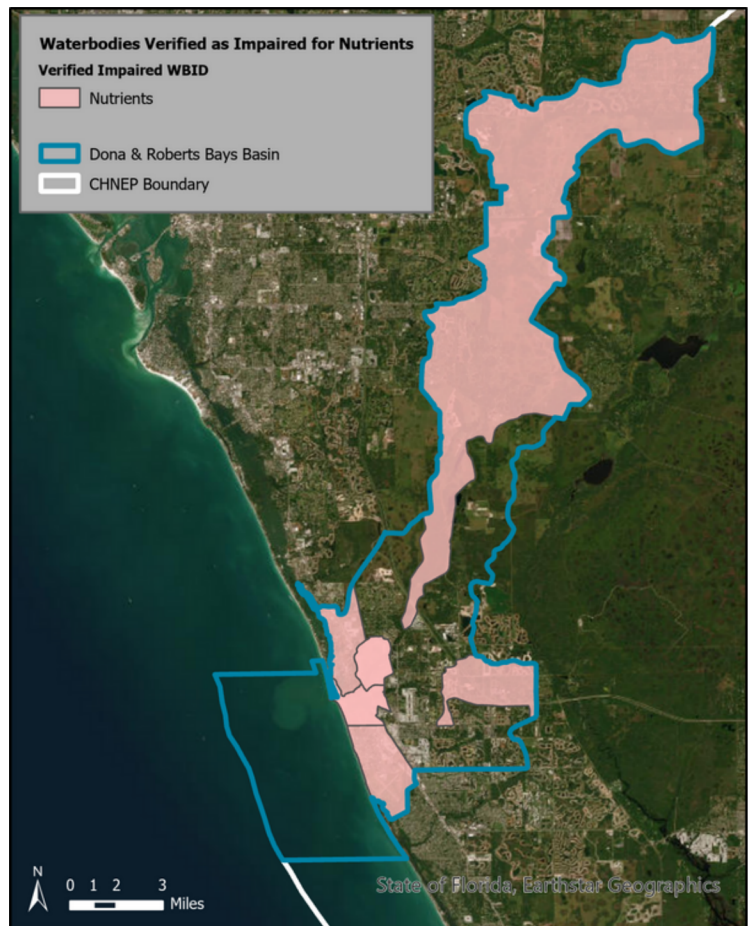 Waterbodies Verified as Impaired for Nutrients
Verified Impaired WBID
Nutrients
Dona & Roberts Bays Basin
CHNEP Boundary
N
0 1 2 3
Miles
State of Florida, Earthstar Geographics